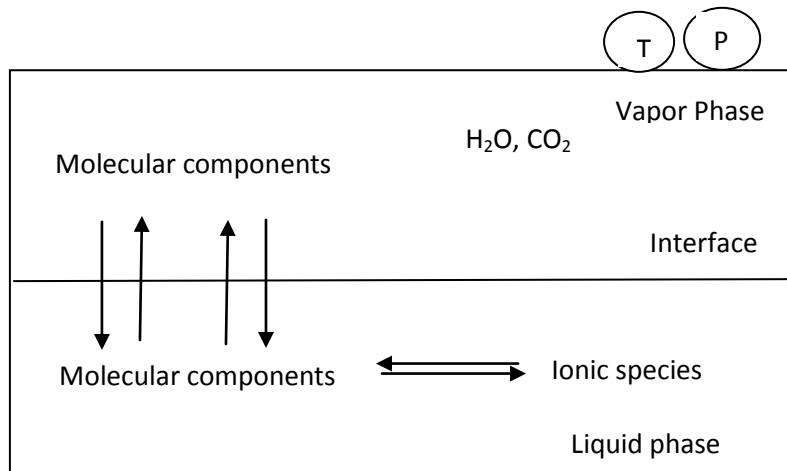 T P
Vapor Phase
H₂O, CO₂
Molecular components
Interface
Molecular components
Ionic species
Liquid phase